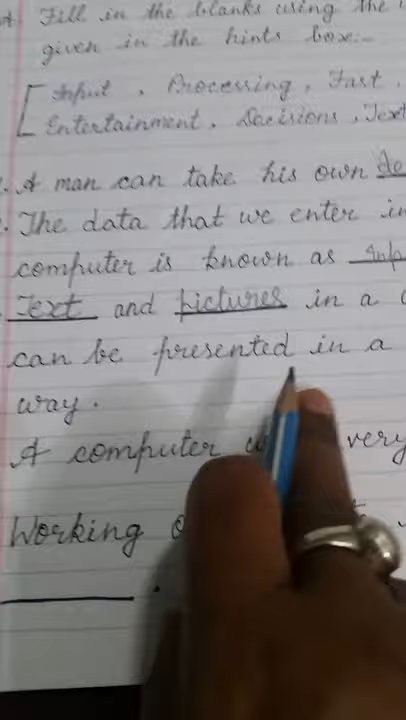 A. Fill in the blanks using the
given in the hints box:-
[Input, Processing, Fast,
Entertainment, Decisions, Text
. A man can take his own de
. The data that we enter in
computer is known as Inp
Text and pictures in a
can be presented in a
way.
A computer very
Working
.